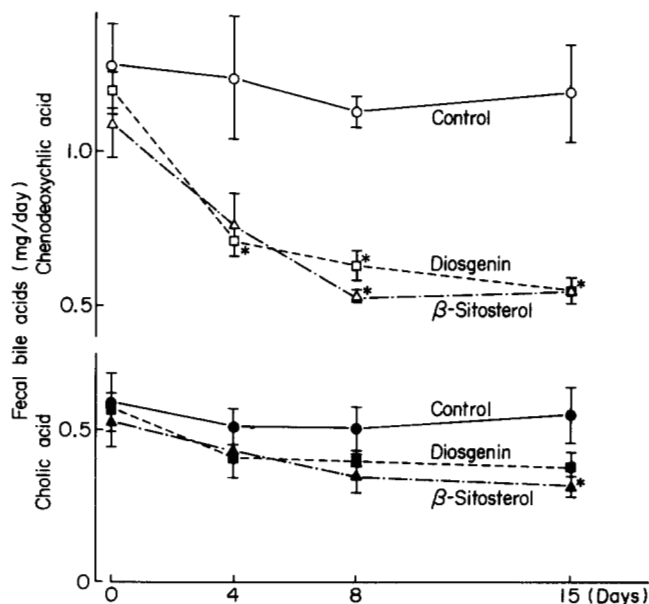 Fecal bile acids (mg/day)
Chenodeoxychlic acid
Cholic acid
1.0
0.5
Control
Diosgenin
*
*
*
*
β-Sitosterol
0.5
0
Control
Diosgenin
*
β-Sitosterol
0 4 8 15 (Days)